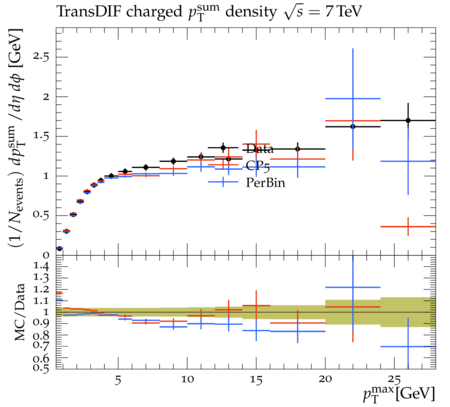 TransDIF charged p_T^sum density √s = 7 TeV
(1/N_events) dp_T^sum/dη dϕ [GeV]
2.5
2
1.5
1
0.5
0
Data
CP5
PerBin
MC/Data
1.4
1.3
1.2
1.1
1
0.9
0.8
0.7
0.6
0.5
5 10 15 20 25
p_T^max[GeV]